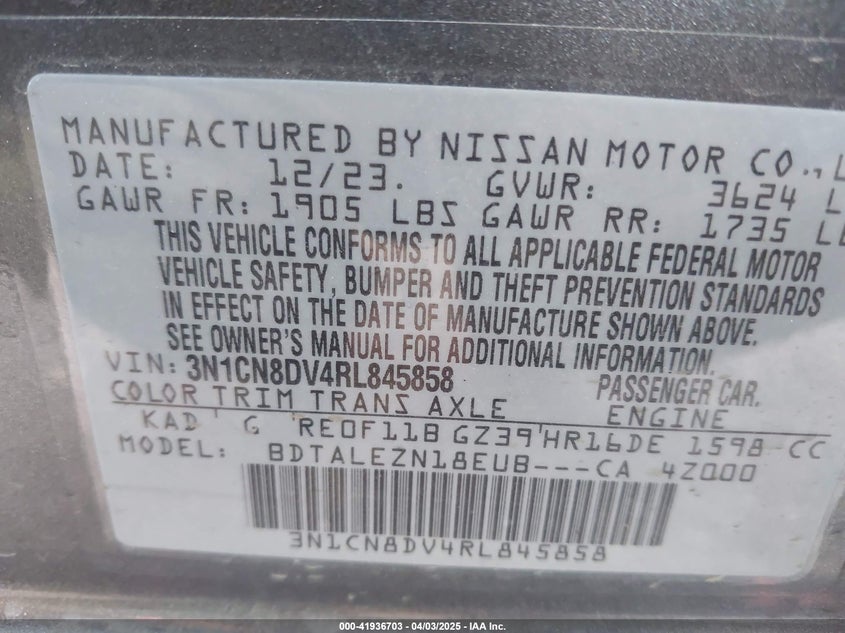 MANUFACTURED BY NISSAN MOTOR CO.,
DATE: 12/23. GVWR: 3624 L
GAWR FR: 1905 LBS GAWR RR: 1735 LB
THIS VEHICLE CONFORMS TO ALL APPLICABLE FEDERAL MOTOR
VEHICLE SAFETY, BUMPER AND THEFT PREVENTION STANDARDS
IN EFFECT ON THE DATE OF MANUFACTURE SHOWN ABOVE.
SEE OWNER'S MANUAL FOR ADDITIONAL INFORMATION.
VIN: 3N1CN8DV4RL845858 PASSENGER CAR.
COLOR TRIM TRANS AXLE ENGINE
KAD G RE0F11B GZ39 HR16DE 1598 CC
MODEL: BDTALEZN18EUB---CA 4Z000
3N1CN8DV4RL845858
000-41936703 - 04/03/2025 - IAA Inc.